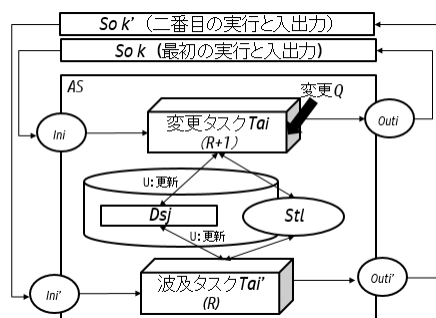 So k’ (二番目の実行と入出力)
So k (最初の実行と入出力)
AS
変更Q
Ini
変更タスクTai
(R+1)
Outi
U: 更新
Dsj
Stl
U: 更新
Ini’
波及タスクTai’
(R)
Outi’